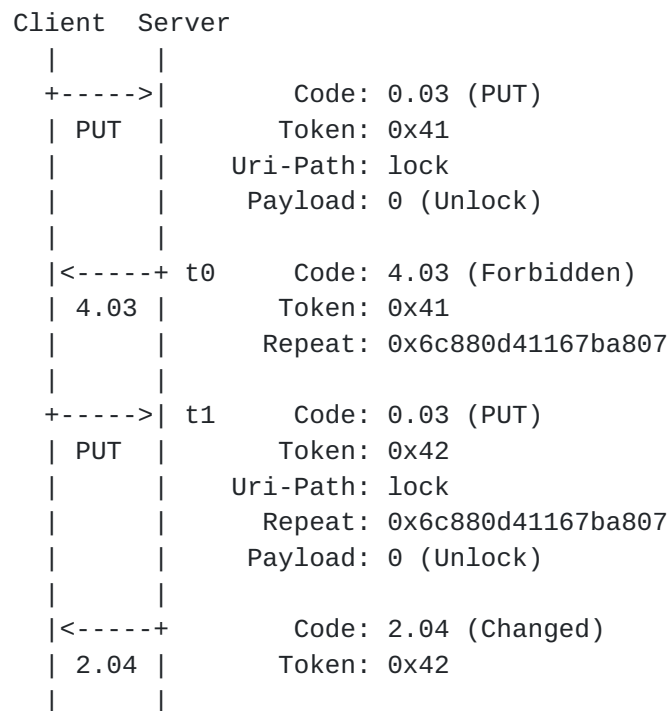 Client  Server
   |      |
   +----->|        Code: 0.03 (PUT)
   | PUT  |       Token: 0x41
   |      |    Uri-Path: lock
   |      |     Payload: 0 (Unlock)
   |      |
   |<-----+ t0     Code: 4.03 (Forbidden)
   | 4.03 |       Token: 0x41
   |      |      Repeat: 0x6c880d41167ba807
   |      |
   +----->| t1     Code: 0.03 (PUT)
   | PUT  |       Token: 0x42
   |      |    Uri-Path: lock
   |      |      Repeat: 0x6c880d41167ba807
   |      |     Payload: 0 (Unlock)
   |      |
   |<-----+        Code: 2.04 (Changed)
   | 2.04 |       Token: 0x42
   |      |